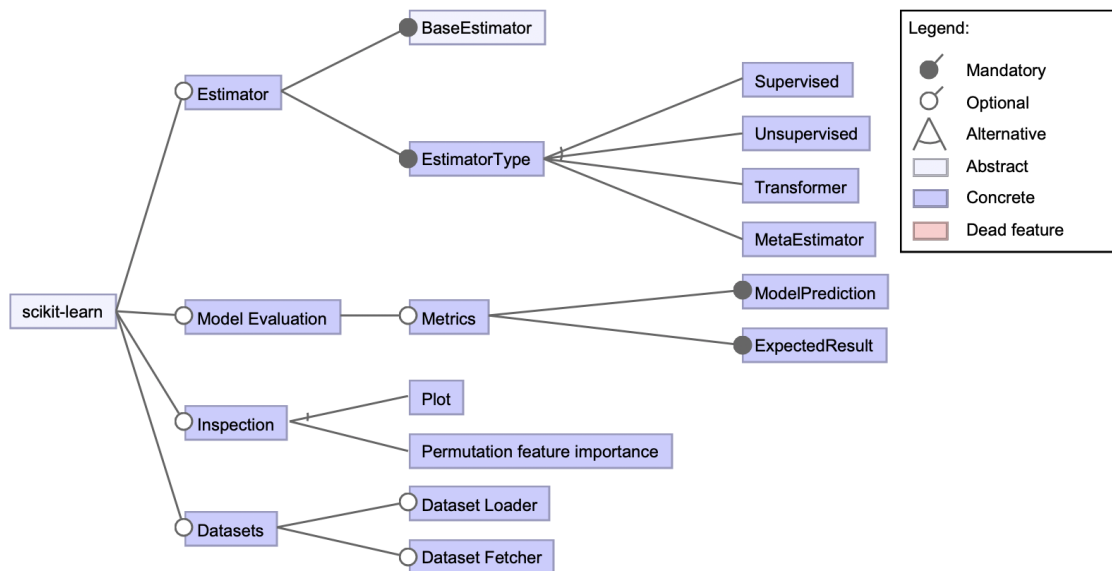 BaseEstimator
Estimator
Supervised
Unsupervised
EstimatorType
Transformer
MetaEstimator
scikit-learn
Model Evaluation
Metrics
ModelPrediction
ExpectedResult
Plot
Inspection
Permutation feature importance
Dataset Loader
Datasets
Dataset Fetcher
Legend:
Mandatory
Optional
Alternative
Abstract
Concrete
Dead feature